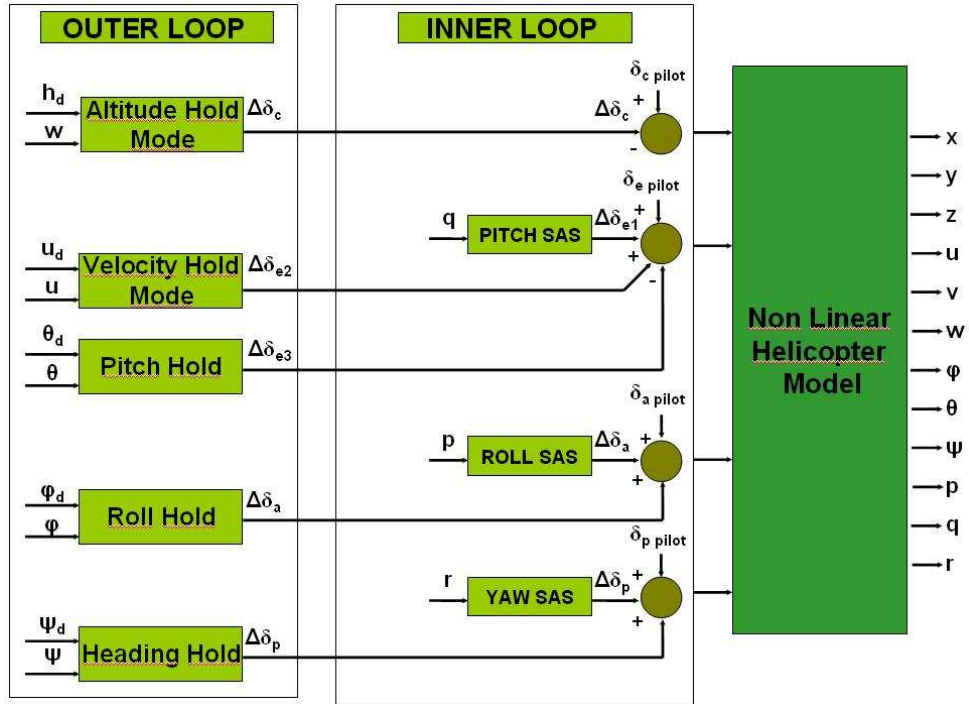 OUTER LOOP
INNER LOOP
h_d
w
Altitude Hold
Mode
Δδ_c
Δδ_c
δ_c pilot
+
-
u_d
u
Velocity Hold
Mode
Δδ_e2
q
PITCH SAS
Δδ_e1
δ_e pilot
+
+
-
θ_d
θ
Pitch Hold
Δδ_e3
p
ROLL SAS
Δδ_a
δ_a pilot
+
+
φ_d
φ
Roll Hold
Δδ_a
r
YAW SAS
Δδ_p
δ_p pilot
+
+
Ψ_d
Ψ
Heading Hold
Δδ_p
Non Linear
Helicopter
Model
x
y
z
u
v
w
φ
θ
Ψ
p
q
r